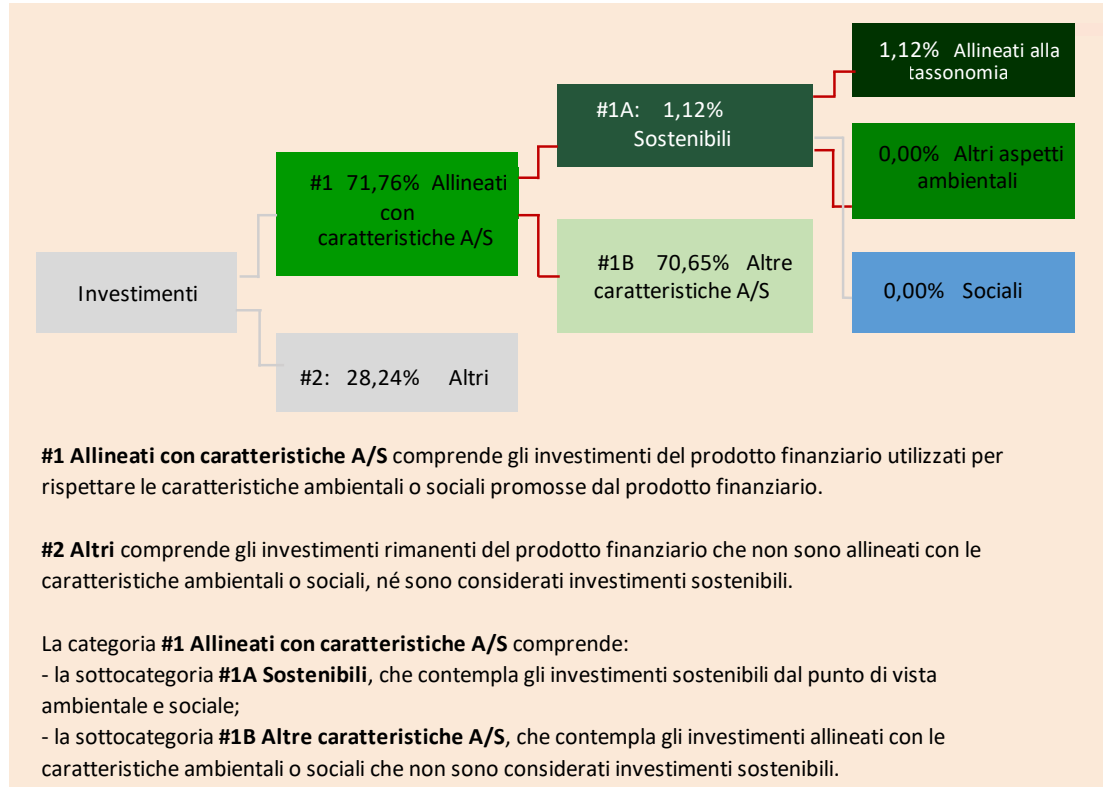 1,12% Allineati alla
tassonomia
#1A: 1,12%
Sostenibili
0,00% Altri aspetti
ambientali
#1 71,76% Allineati
con
caratteristiche A/S
#1B 70,65% Altre
caratteristiche A/S
Investimenti
0,00% Sociali
#2: 28,24% Altri
#1 Allineati con caratteristiche A/S comprende gli investimenti del prodotto finanziario utilizzati per
rispettare le caratteristiche ambientali o sociali promosse dal prodotto finanziario.
#2 Altri comprende gli investimenti rimanenti del prodotto finanziario che non sono allineati con le
caratteristiche ambientali o sociali, né sono considerati investimenti sostenibili.
La categoria #1 Allineati con caratteristiche A/S comprende:
- la sottocategoria #1A Sostenibili, che contempla gli investimenti sostenibili dal punto di vista
ambientale e sociale;
- la sottocategoria #1B Altre caratteristiche A/S, che contempla gli investimenti allineati con le
caratteristiche ambientali o sociali che non sono considerati investimenti sostenibili.